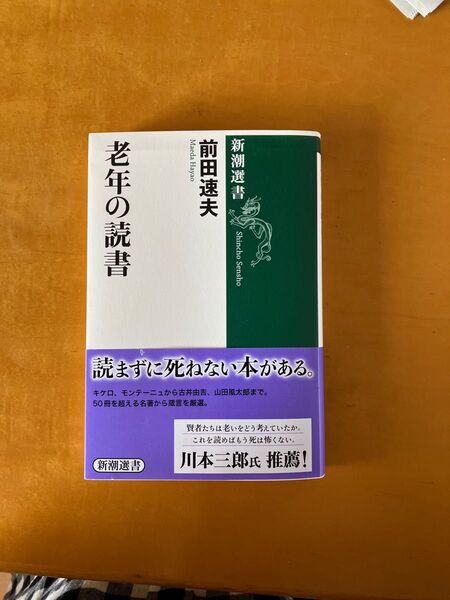 新潮選書
Shincho Sensho
前田速夫
Maeda Hayao
老年の読書
読まずに死ねない本がある。
キケロ、モンテーニュから古井由吉、山田風太郎まで。
50冊を超える名著から箴言を厳選。
賢者たちは老いをどう考えていたか。
これを読めばもう死は怖くない。
川本三郎氏 推薦!
新潮選書